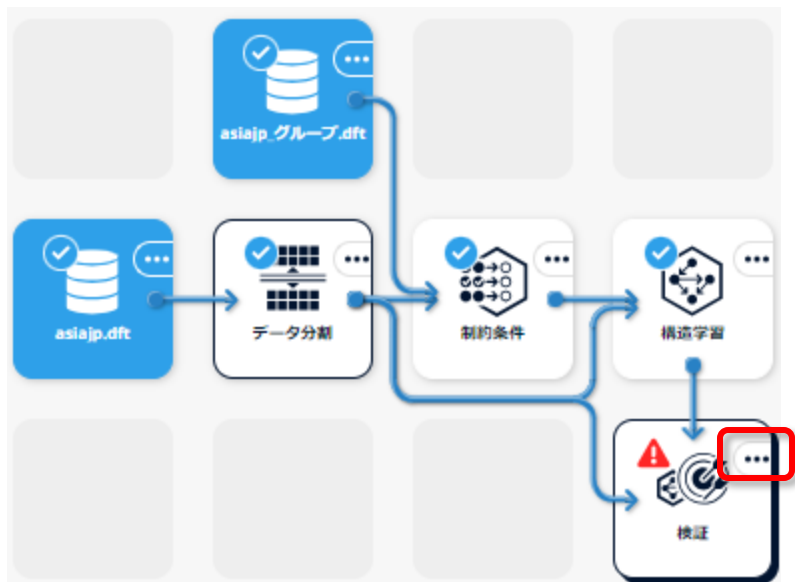 asiajp_グループ.dft
asiajp.dft
データ分割
制約条件
構造学習
検証